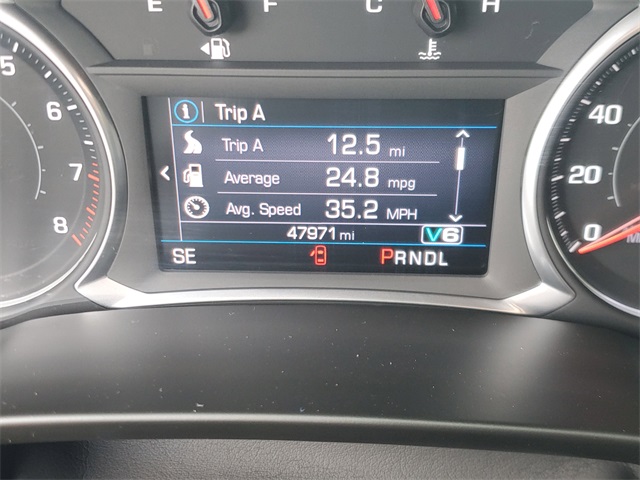 E F C H
Trip A
Trip A 12.5 mi
Average 24.8 mpg
Avg. Speed 35.2 MPH
47971 mi V6
SE PRNDL
5
6
7
8
40
20
0